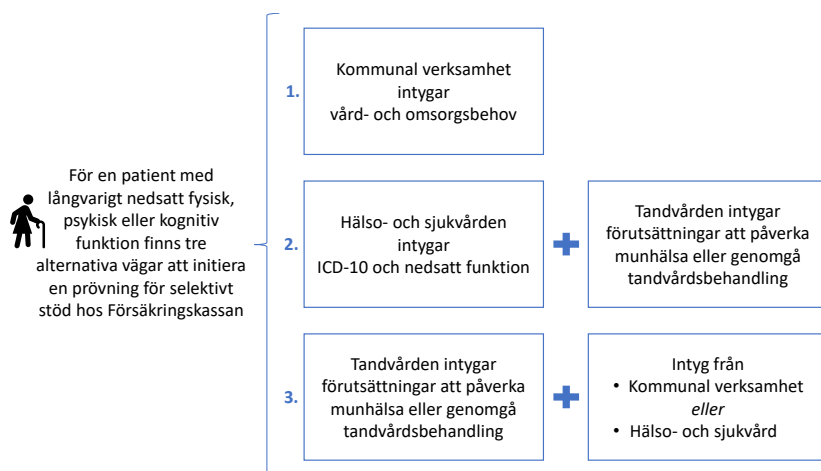 För en patient med
långvarigt nedsatt fysisk,
psykisk eller kognitiv
funktion finns tre
alternativa vägar att initiera
en prövning för selektivt
stöd hos Försäkringskassan
1.
Kommunal verksamhet
intygar
vård- och omsorgsbehov
2.
Hälso- och sjukvården
intygar
ICD-10 och nedsatt funktion
Tandvården intygar
förutsättningar att påverka
munhälsa eller genomgå
tandvårdsbehandling
3.
Tandvården intygar
förutsättningar att påverka
munhälsa eller genomgå
tandvårdsbehandling
Intyg från
• Kommunal verksamhet
eller
• Hälso- och sjukvård